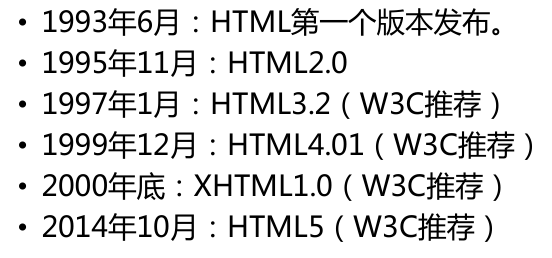 • 1993年6月：HTML第一个版本发布。
• 1995年11月：HTML2.0
• 1997年1月：HTML3.2（W3C推荐）
• 1999年12月：HTML4.01（W3C推荐）
• 2000年底：XHTML1.0（W3C推荐）
• 2014年10月：HTML5（W3C推荐）